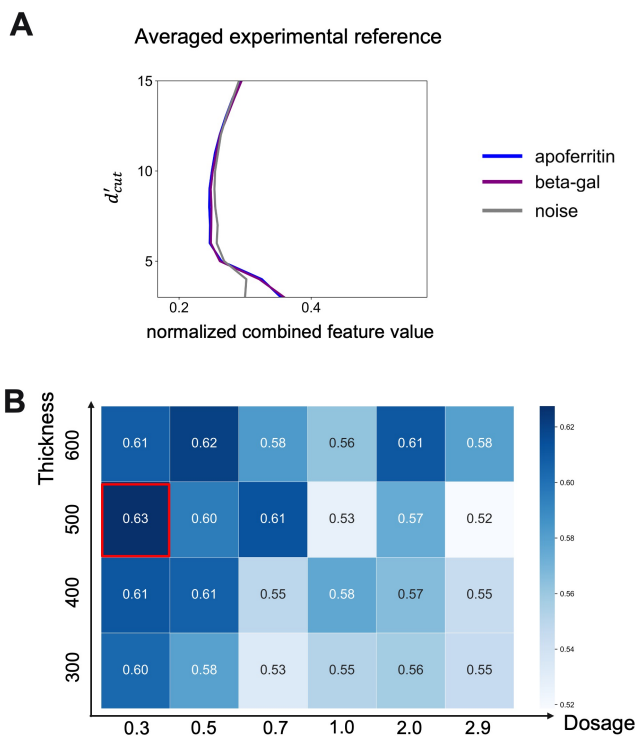 A
Averaged experimental reference
15
10
5
d'cut
0.2 0.4
normalized combined feature value
apoferritin
beta-gal
noise
B
Thickness
600
0.61 0.62 0.58 0.56 0.61 0.58
500
0.63 0.60 0.61 0.53 0.57 0.52
400
0.61 0.61 0.55 0.58 0.57 0.55
300
0.60 0.58 0.53 0.55 0.56 0.55
0.3 0.5 0.7 1.0 2.0 2.9
Dosage
0.62
0.60
0.58
0.56
0.54
0.52